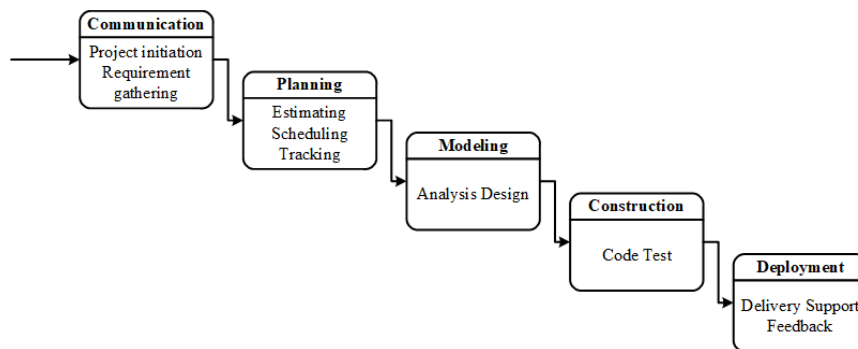 Communication
Project initiation
Requirement
gathering
Planning
Estimating
Scheduling
Tracking
Modeling
Analysis Design
Construction
Code Test
Deployment
Delivery Support
Feedback